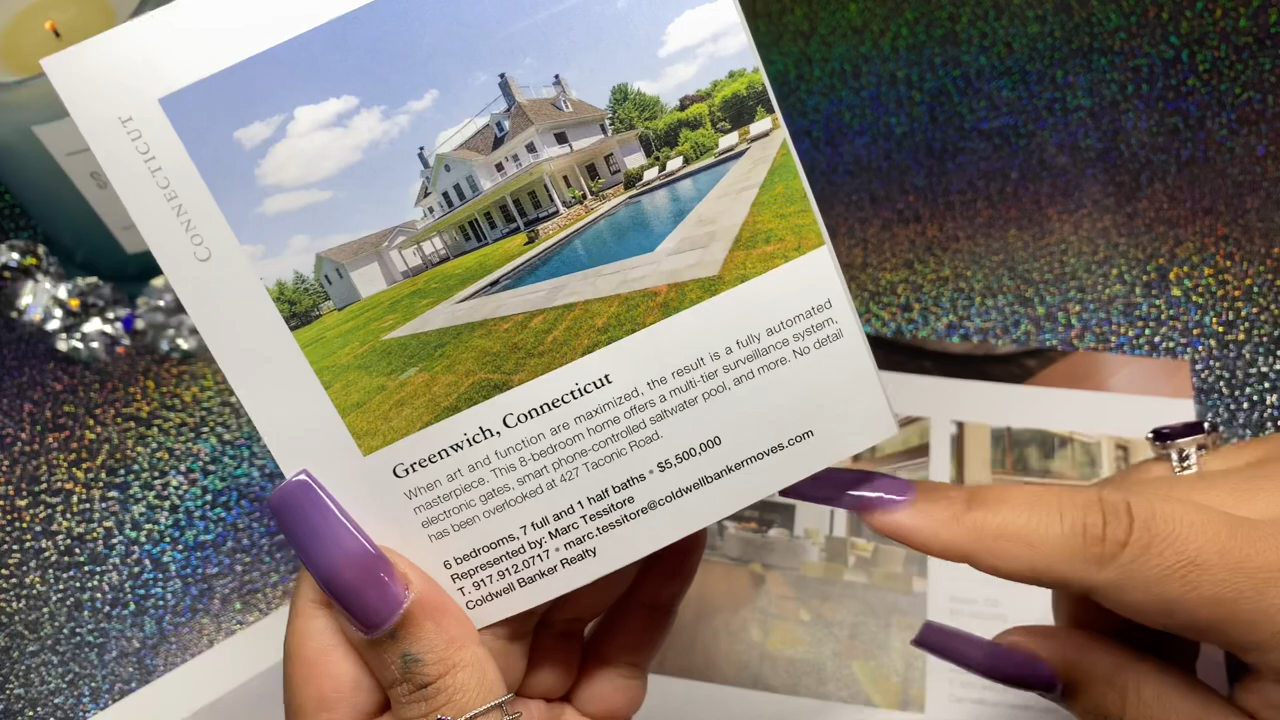 CONNECTICUT
Greenwich, Connecticut
When art and function are maximized, the result is a fully automated
masterpiece. This 8-bedroom home offers a multi-tier surveillance system,
electronic gates, smart phone-controlled saltwater pool, and more. No detail
has been overlooked at 427 Taconic Road.
6 bedrooms, 7 full and 1 half baths • $5,500,000
Represented by: Marc Tessitore
T. 917.912.0717 • marc.tessitore@coldwellbankermoves.com
Coldwell Banker Realty